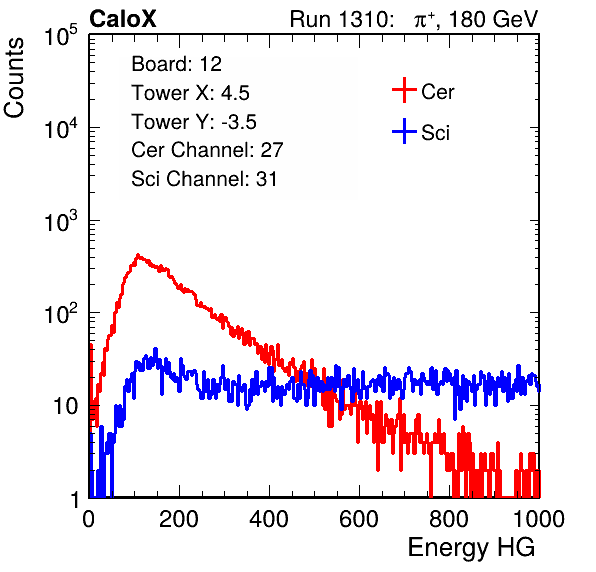 CaloX Run 1310: π⁺, 180 GeV
Counts
Board: 12
Tower X: 4.5
Tower Y: -3.5
Cer Channel: 27
Sci Channel: 31
Cer
Sci
10⁵
10⁴
10³
10²
10
1
0 200 400 600 800 1000
Energy HG